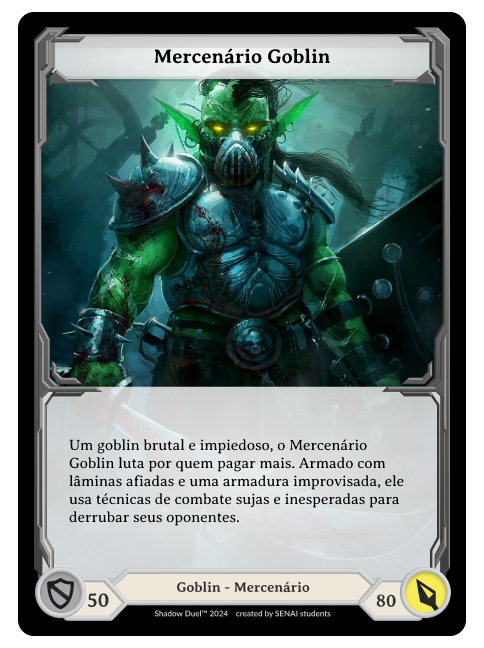 Mercenário Goblin
Um goblin brutal e impiedoso, o Mercenário
Goblin luta por quem pagar mais. Armado com
lâminas afiadas e uma armadura improvisada, ele
usa técnicas de combate sujas e inesperadas para
derrubar seus oponentes.
Goblin - Mercenário
50
80
Shadow Duel™ 2024 created by SENAI students